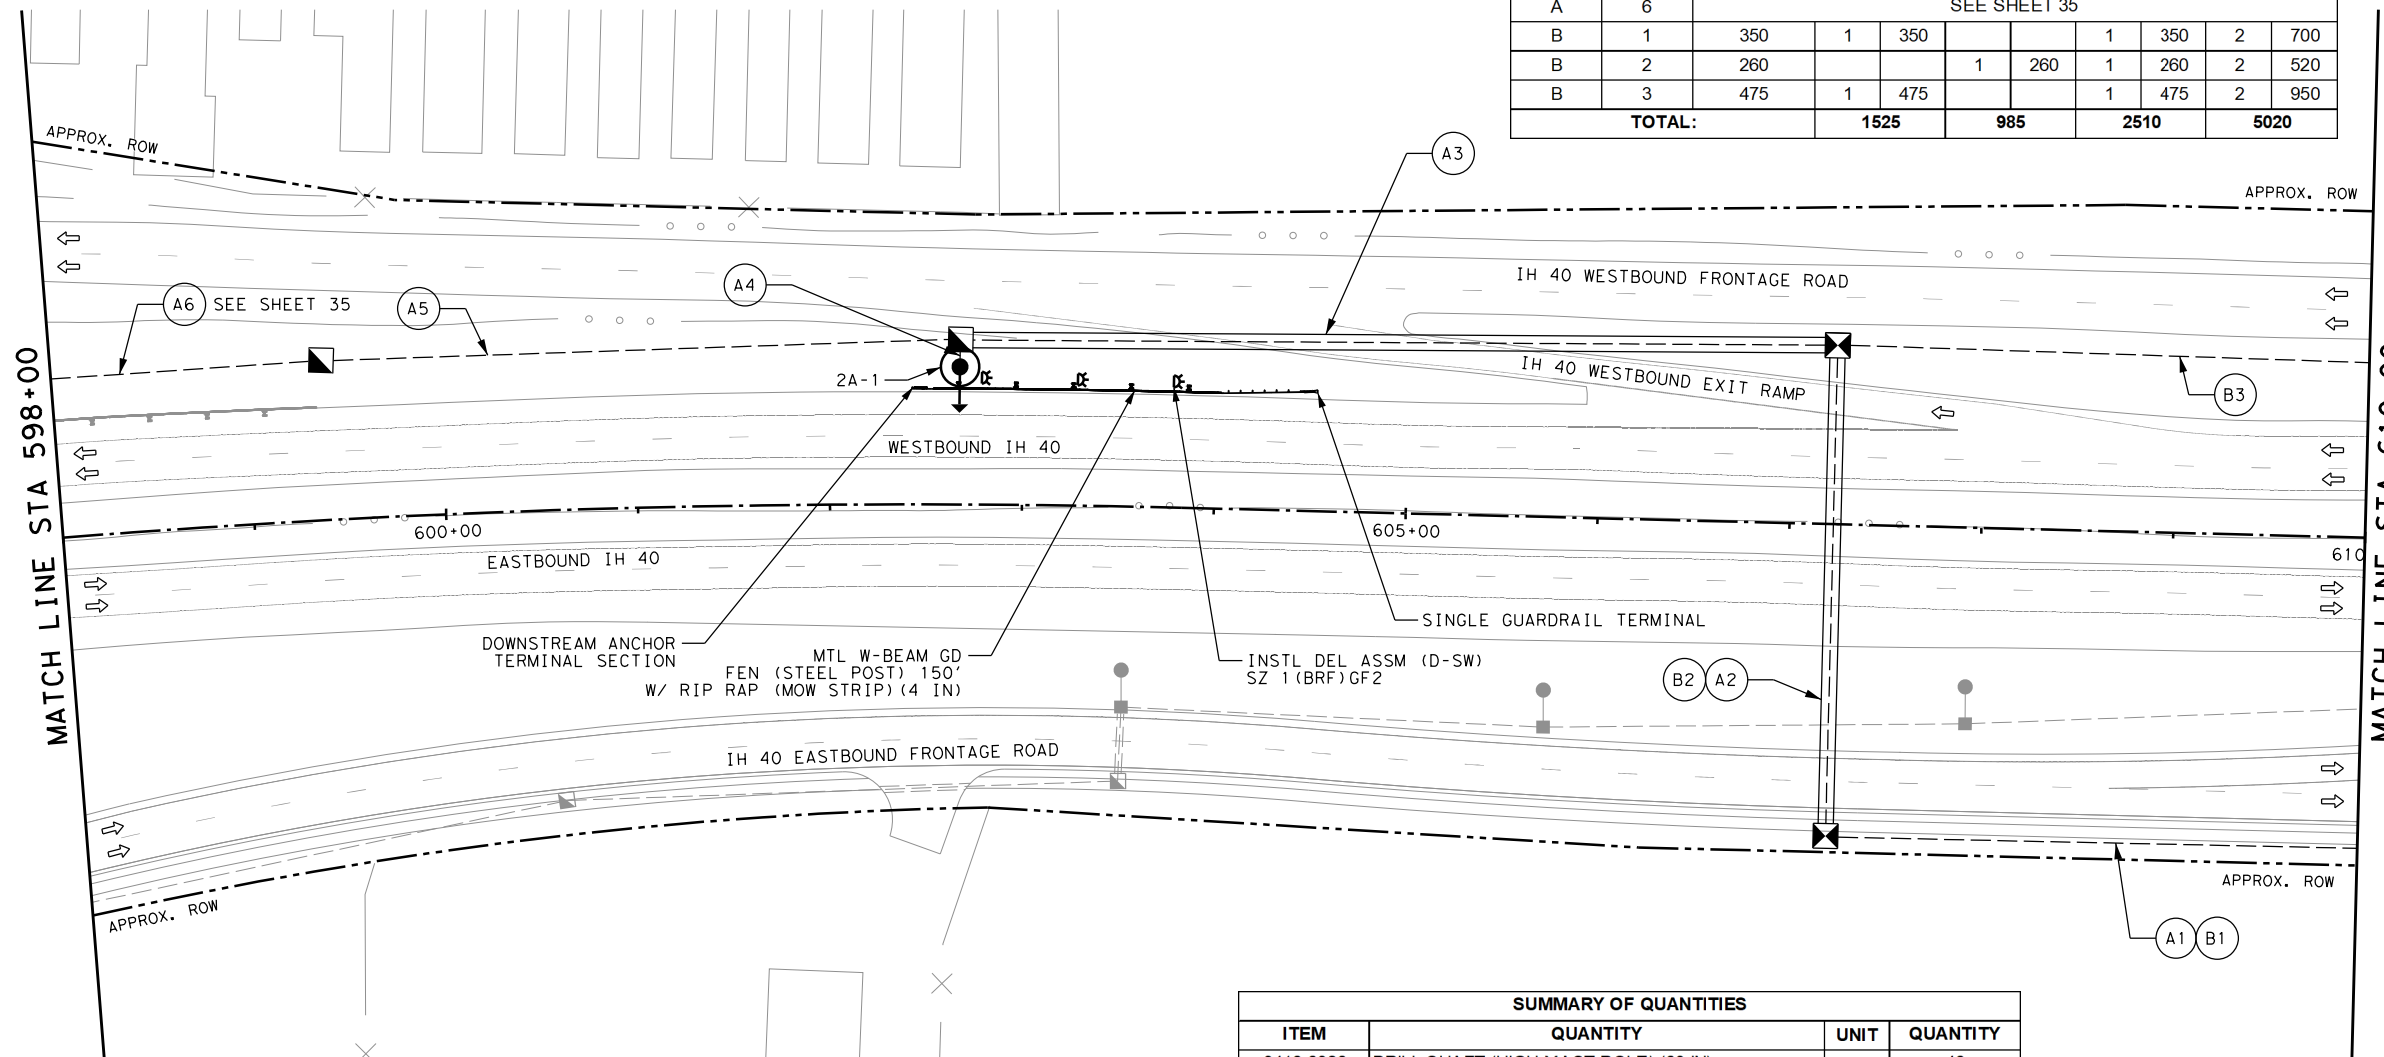 A 6 SEE SHEET 35
B 1 350 1 350 1 350 2 700
B 2 260 1 260 1 260 2 520
B 3 475 1 475 1 475 2 950
TOTAL: 1525 985 2510 5020
APPROX. ROW
A3
APPROX. ROW
IH 40 WESTBOUND FRONTAGE ROAD
A4
A6 SEE SHEET 35
A5
2A-1
IH 40 WESTBOUND EXIT RAMP
B3
MATCH LINE STA 598+00
WESTBOUND IH 40
600+00
605+00
610
EASTBOUND IH 40
MATCH LINE STA
DOWNSTREAM ANCHOR
TERMINAL SECTION
MTL W-BEAM GD
FEN (STEEL POST) 150'
W/ RIP RAP (MOW STRIP)(4 IN)
INSTL DEL ASSM (D-SW)
SZ 1(BRF)GF2
SINGLE GUARDRAIL TERMINAL
B2 A2
IH 40 EASTBOUND FRONTAGE ROAD
APPROX. ROW
APPROX. ROW
A1 B1
SUMMARY OF QUANTITIES
ITEM QUANTITY UNIT QUANTITY